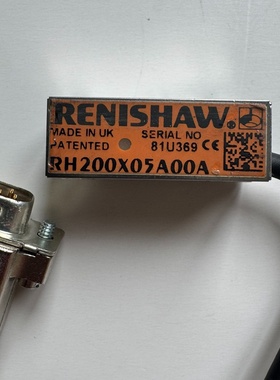 RENISHAW
MADE IN UK SERIAL NO
PATENTED 81U369 CE
RH200X05A00A